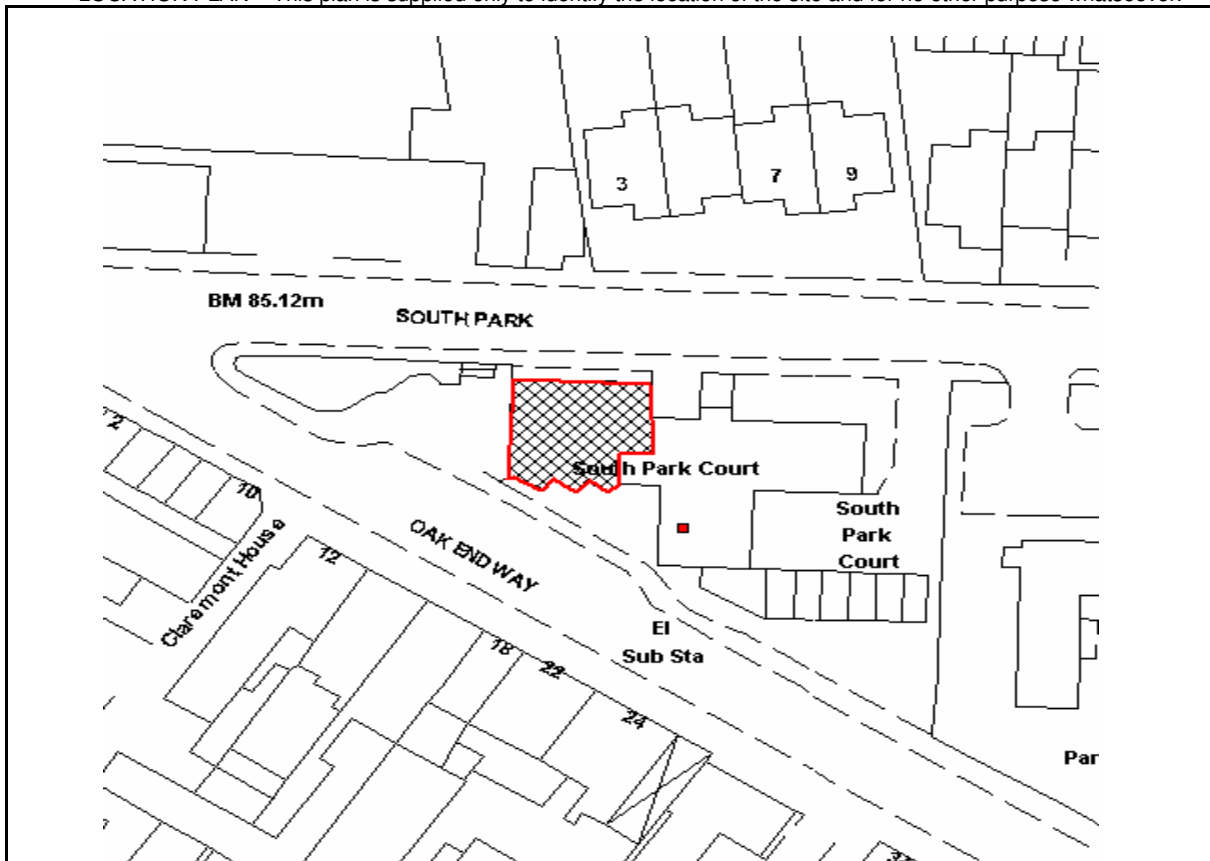 LOCATION PLAN - This plan is supplied only to identify the location of the site and for no other purpose whatsoever.
3
7
9
BM 85.12m
SOUTH PARK
2
10
Claremont House
12
OAK END WAY
South Park Court
South
Park
Court
El
Sub Sta
18
22
24
Par